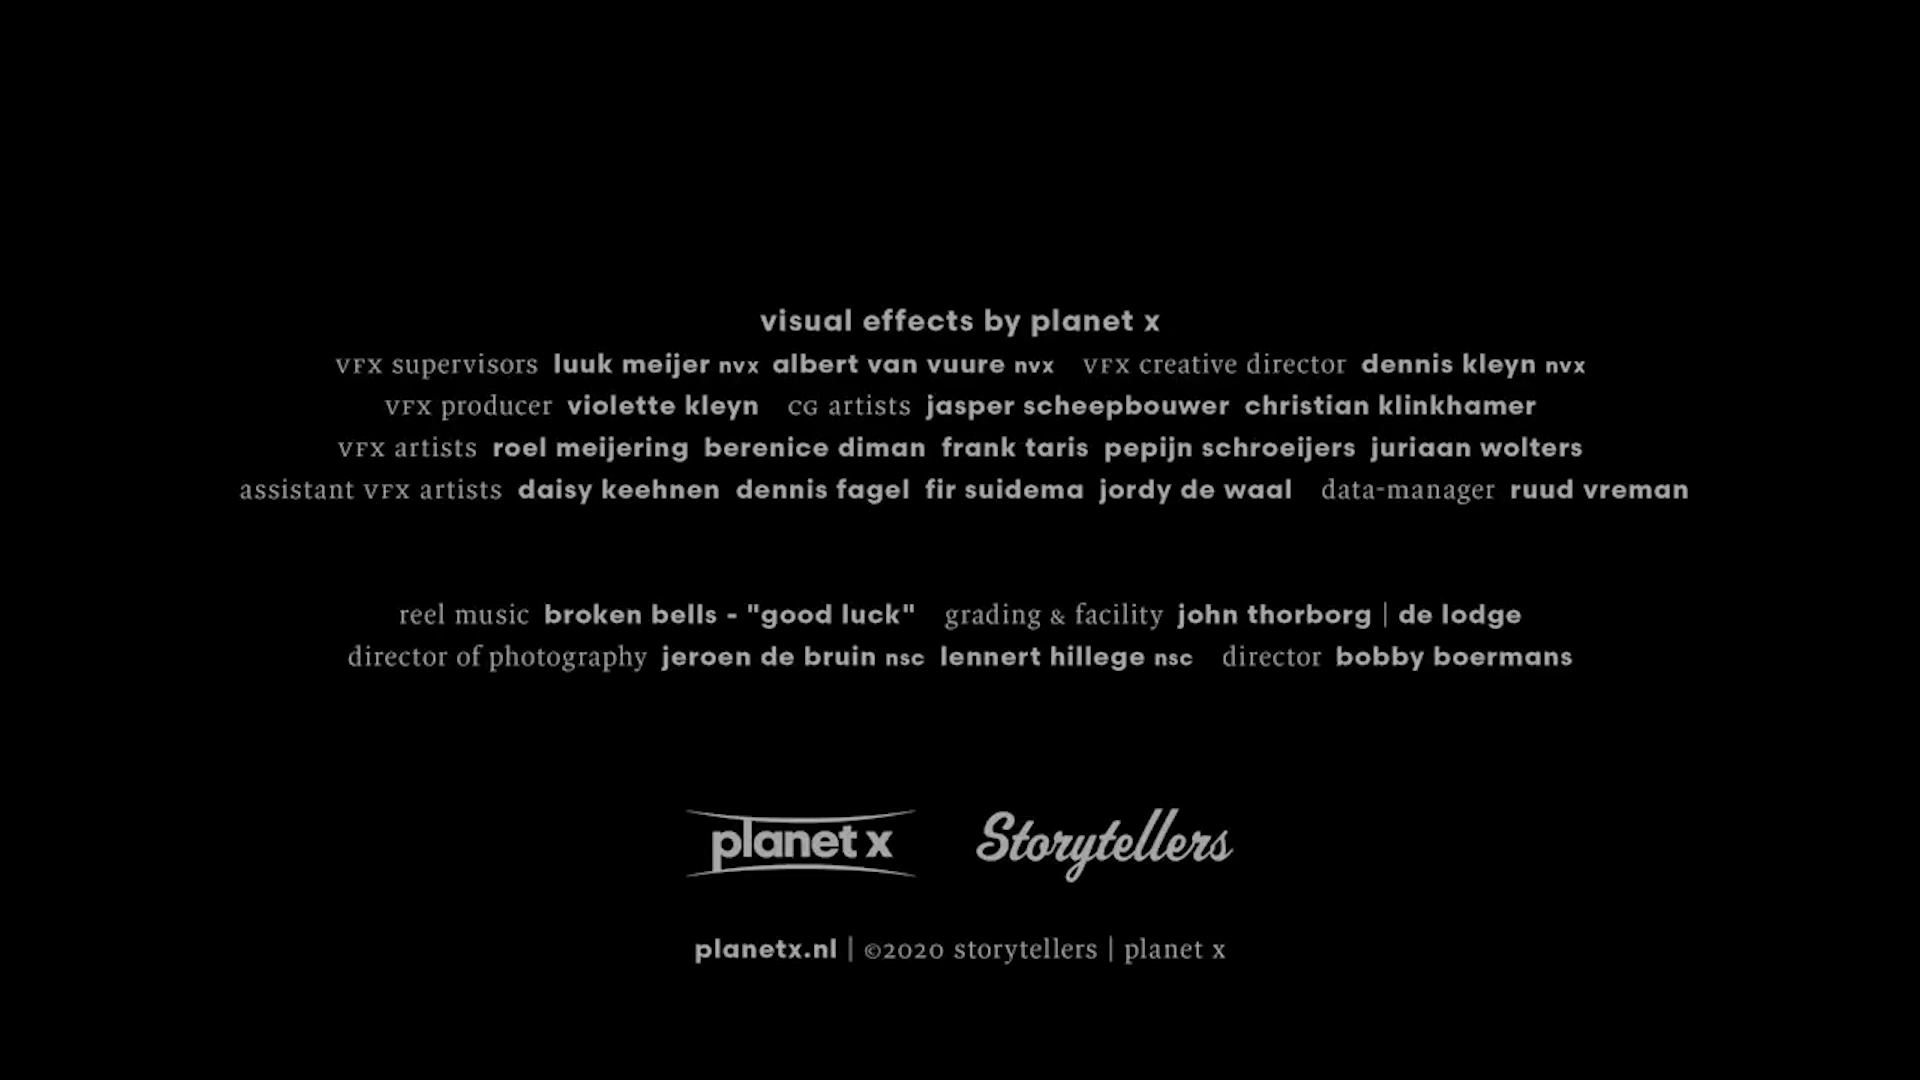 visual effects by planet x
VFX supervisors luuk meijer nvx albert van vuure nvx VFX creative director dennis kleyn nvx
VFX producer violette kleyn CG artists jasper scheepbouwer christian klinkhamer
VFX artists roel meijering berenice diman frank taris pepijn schroeijers juriaan wolters
assistant VFX artists daisy keehnen dennis fagel fir suidema jordy de waal data-manager ruud vreman
reel music broken bells - "good luck" grading & facility john thorborg | de lodge
director of photography jeroen de bruin nsc lennert hillege nsc director bobby boermans
planet x Storytellers
planetx.nl | ©2020 storytellers | planet x